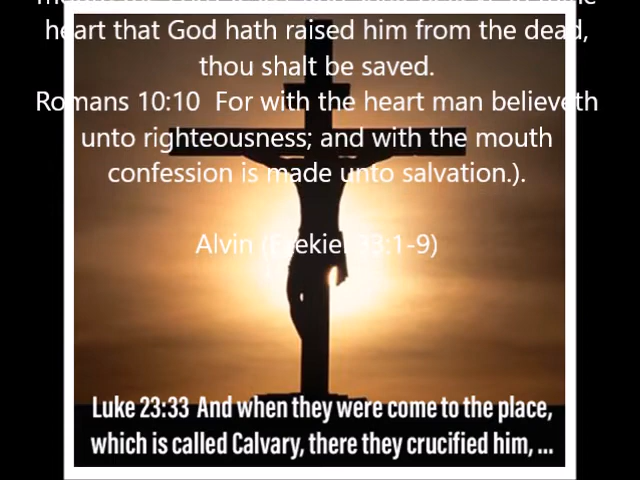 heart that God hath raised him from the dead,
thou shalt be saved.
Romans 10:10 For with the heart man believeth
unto righteousness; and with the mouth
confession is made unto salvation.).
Alvin (Ezekiel 33:1-9)
Luke 23:33 And when they were come to the place,
which is called Calvary, there they crucified him, ...